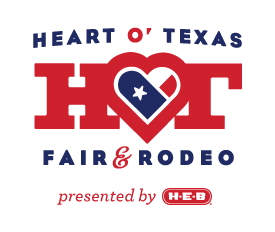 HEART O' TEXAS
HOT
FAIR & RODEO
presented by H-E-B